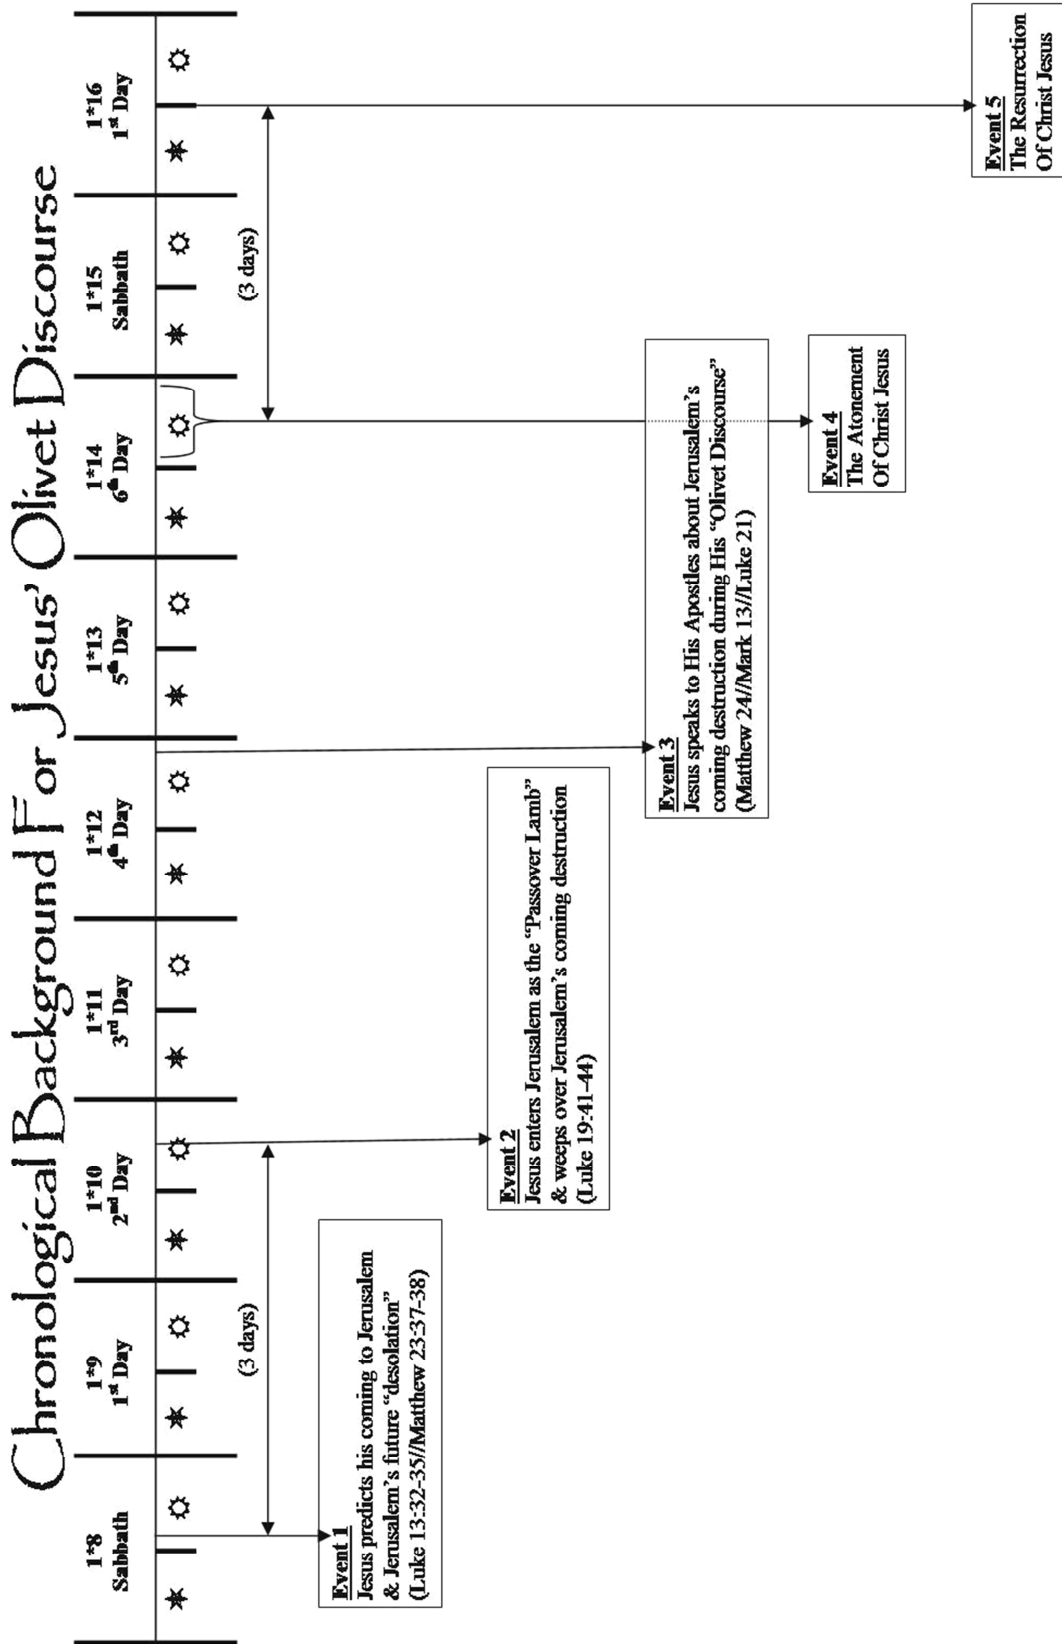 Chronological Background For Jesus’ Olivet Discourse
1*8
Sabbath
1*9
1st Day
1*10
2nd Day
1*11
3rd Day
1*12
4th Day
1*13
5th Day
1*14
6th Day
1*15
Sabbath
1*16
1st Day
(3 days)
(3 days)
Event 1
Jesus predicts his coming to Jerusalem
& Jerusalem’s future “desolation”
(Luke 13:32-35//Matthew 23:37-38)
Event 2
Jesus enters Jerusalem as the “Passover Lamb”
& weeps over Jerusalem’s coming destruction
(Luke 19:41-44)
Event 3
Jesus speaks to His Apostles about Jerusalem’s
coming destruction during His “Olivet Discourse”
(Matthew 24//Mark 13//Luke 21)
Event 4
The Atonement
Of Christ Jesus
Event 5
The Resurrection
Of Christ Jesus